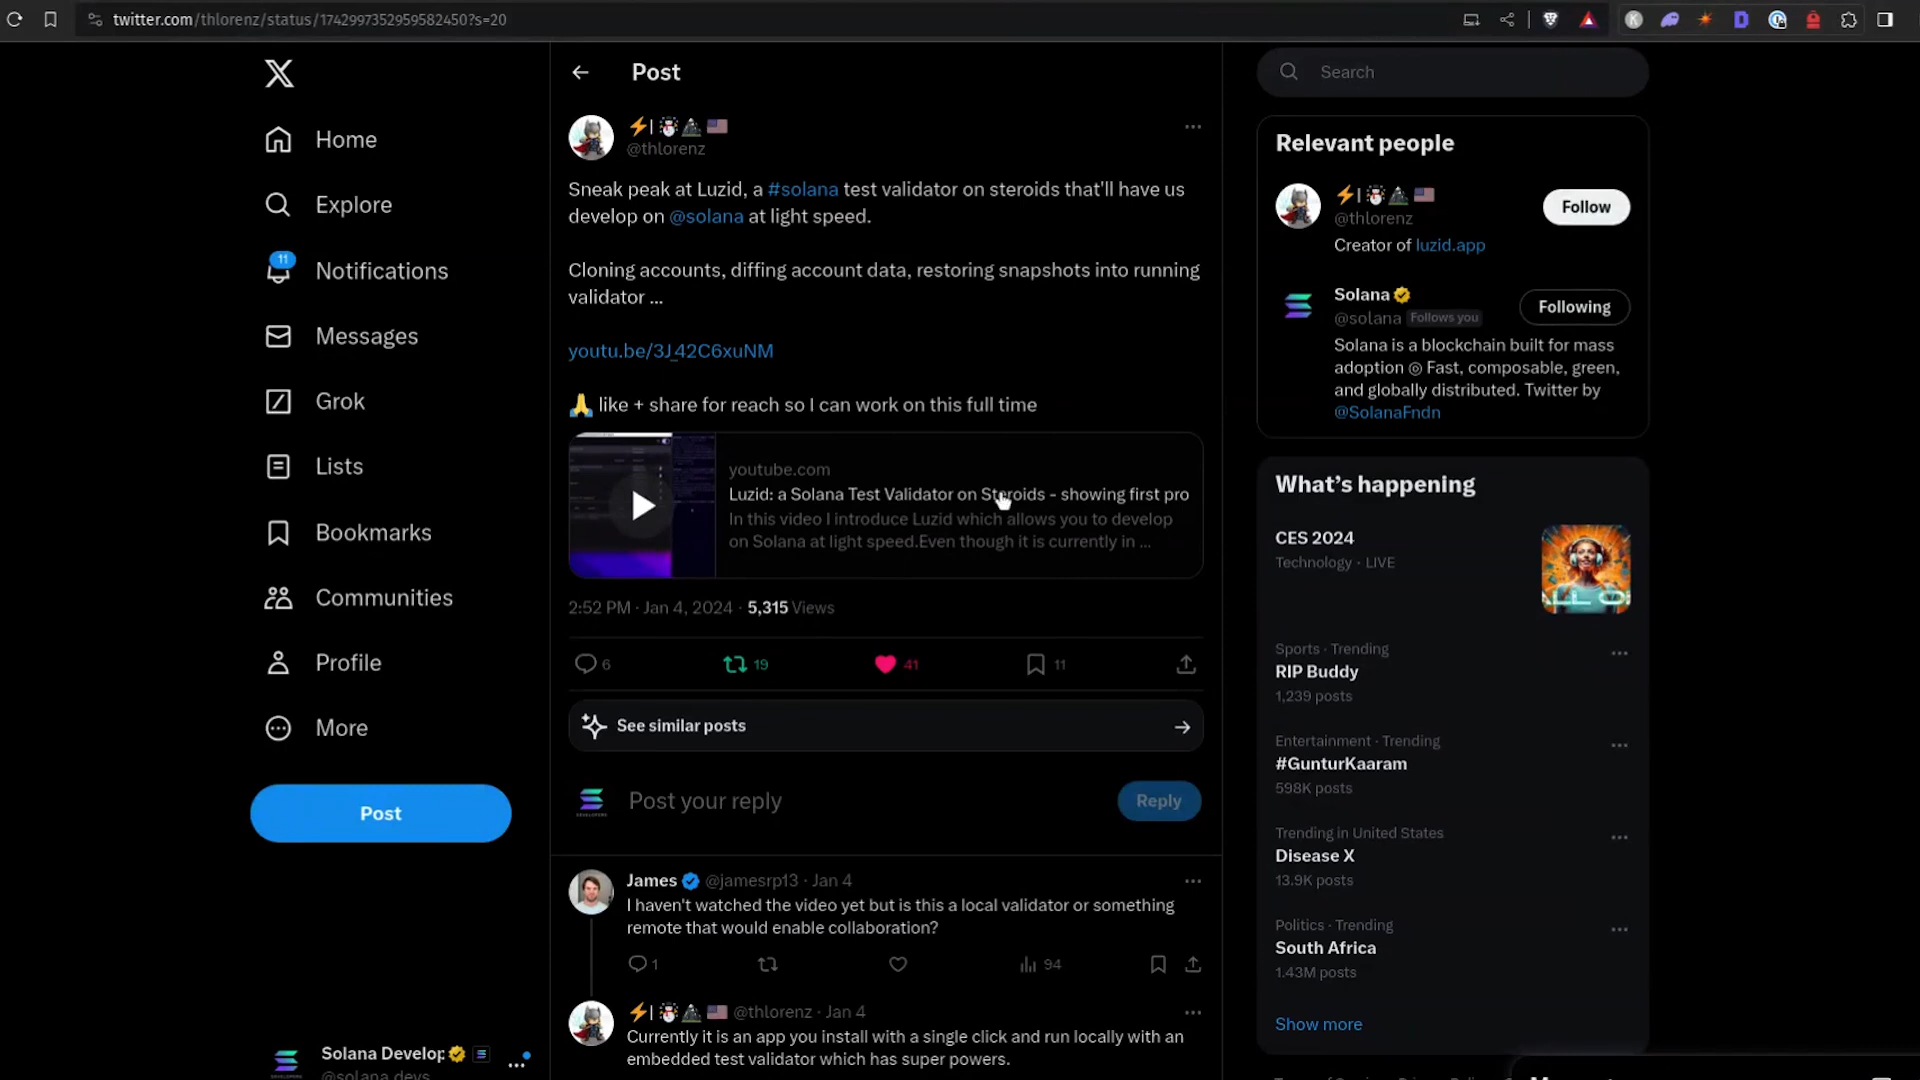 twitter.com/thlorenz/status/1742997352959582450?s=20
Home
Explore
11
Notifications
Messages
Grok
Lists
Bookmarks
Communities
Profile
More
Post
Solana Develop
@solana_devs
Post
@thlorenz
Sneak peak at Luzid, a #solana test validator on steroids that'll have us
develop on @solana at light speed.
Cloning accounts, diffing account data, restoring snapshots into running
validator ...
youtu.be/3J_42C6xuNM
🙏 like + share for reach so I can work on this full time
youtube.com
Luzid: a Solana Test Validator on Steroids - showing first pro
In this video I introduce Luzid which allows you to develop
on Solana at light speed.Even though it is currently in ...
2:52 PM · Jan 4, 2024 · 5,315 Views
6 19 41 11
See similar posts
Post your reply
Reply
James @jamesrp13 · Jan 4
I haven't watched the video yet but is this a local validator or something
remote that would enable collaboration?
1 94
@thlorenz · Jan 4
Currently it is an app you install with a single click and run locally with an
embedded test validator which has super powers.
Search
Relevant people
@thlorenz
Follow
Creator of luzid.app
Solana
@solana Follows you
Following
Solana is a blockchain built for mass
adoption ◎ Fast, composable, green,
and globally distributed. Twitter by
@SolanaFndn
What's happening
CES 2024
Technology · LIVE
Sports · Trending
RIP Buddy
1,239 posts
Entertainment · Trending
#GunturKaaram
598K posts
Trending in United States
Disease X
13.9K posts
Politics · Trending
South Africa
1.43M posts
Show more